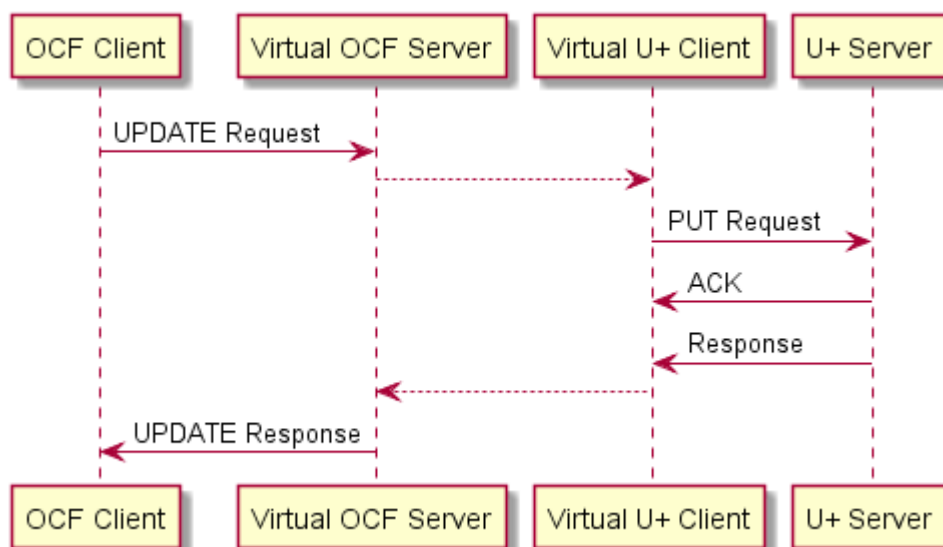 OCF Client
Virtual OCF Server
Virtual U+ Client
U+ Server
UPDATE Request
PUT Request
ACK
Response
UPDATE Response
OCF Client
Virtual OCF Server
Virtual U+ Client
U+ Server